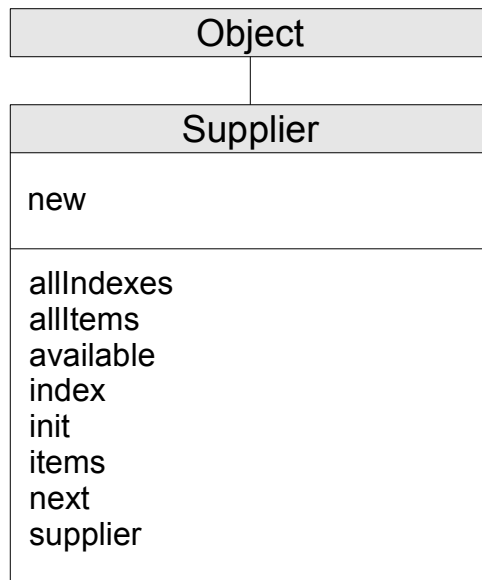 Object
Supplier
new
allIndexes
allItems
available
index
init
items
next
supplier